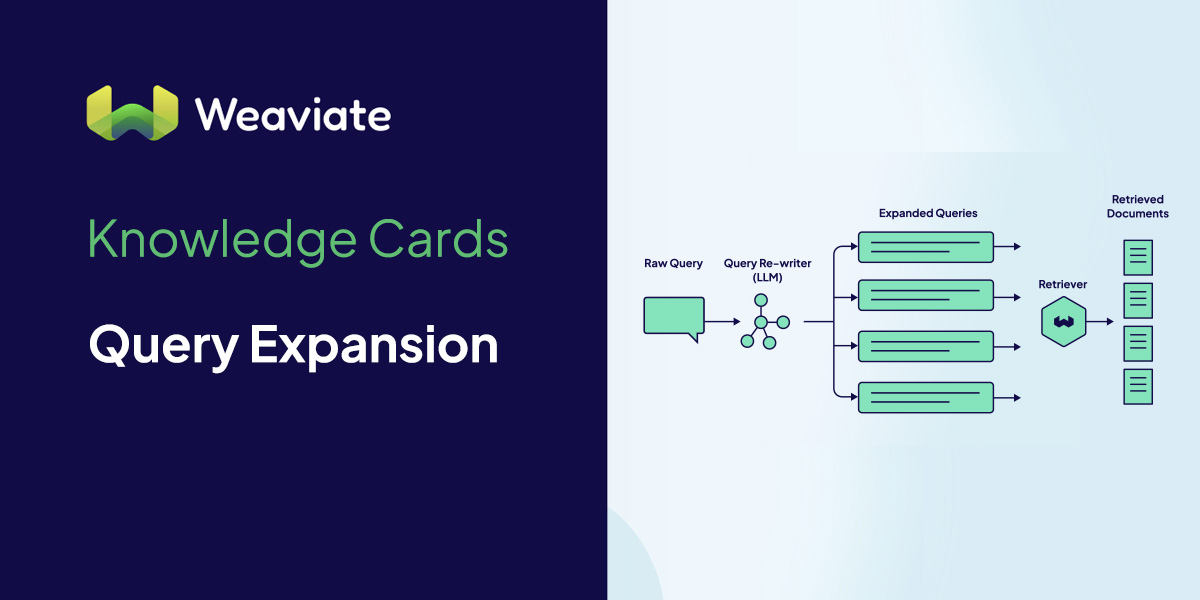 Weaviate
Knowledge Cards
Query Expansion
Raw Query
Query Re-writer
(LLM)
Expanded Queries
Retriever
Retrieved
Documents